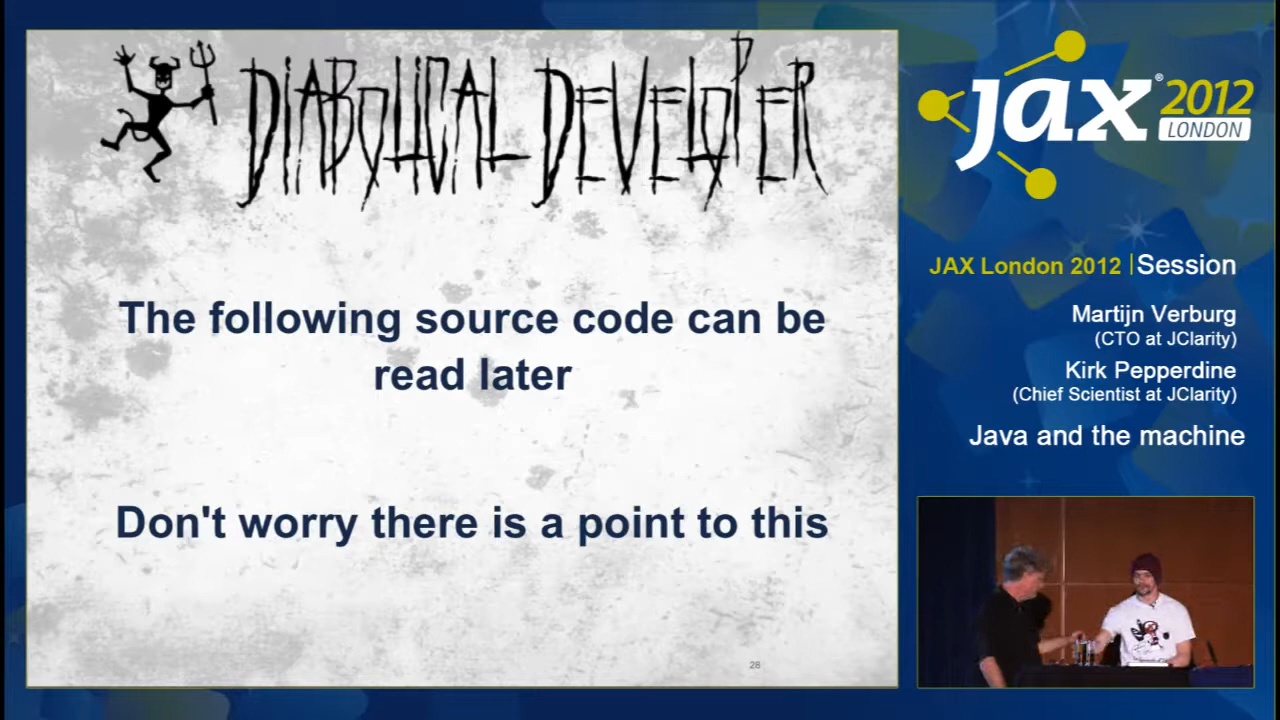 DIABOLICAL DEVELOPER
The following source code can be
read later
Don't worry there is a point to this
28
jax® 2012
LONDON
JAX London 2012 | Session
Martijn Verburg
(CTO at JClarity)
Kirk Pepperdine
(Chief Scientist at JClarity)
Java and the machine